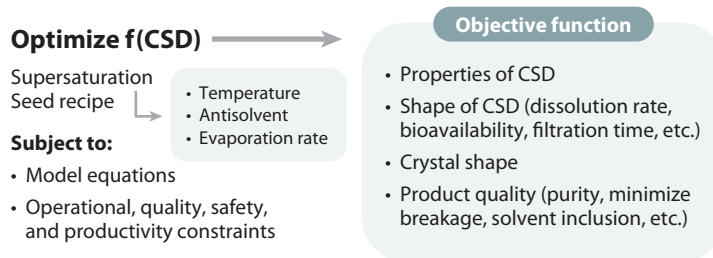 Optimize f(CSD)
Supersaturation
Seed recipe
• Temperature
• Antisolvent
• Evaporation rate
Subject to:
• Model equations
• Operational, quality, safety,
and productivity constraints
Objective function
• Properties of CSD
• Shape of CSD (dissolution rate,
bioavailability, filtration time, etc.)
• Crystal shape
• Product quality (purity, minimize
breakage, solvent inclusion, etc.)